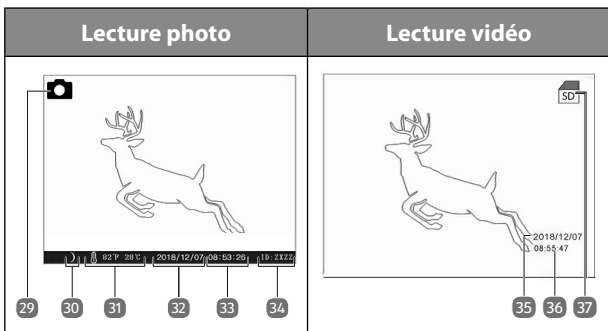 Lecture photo
Lecture vidéo
82°F 28°C 2018/12/07 08:53:26 ID:ZXZZ
29 30 31 32 33 34
SD
2018/12/07
08:55:47
35 36 37